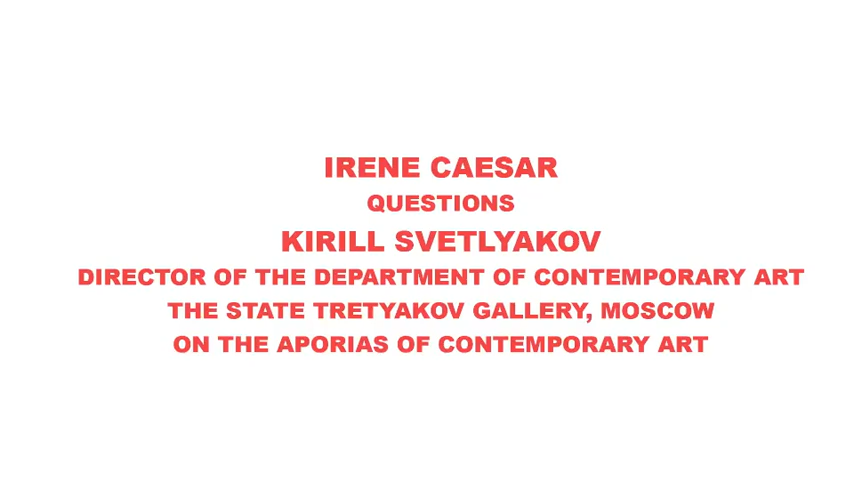 IRENE CAESAR
QUESTIONS
KIRILL SVETLYAKOV
DIRECTOR OF THE DEPARTMENT OF CONTEMPORARY ART
THE STATE TRETYAKOV GALLERY, MOSCOW
ON THE APORIAS OF CONTEMPORARY ART